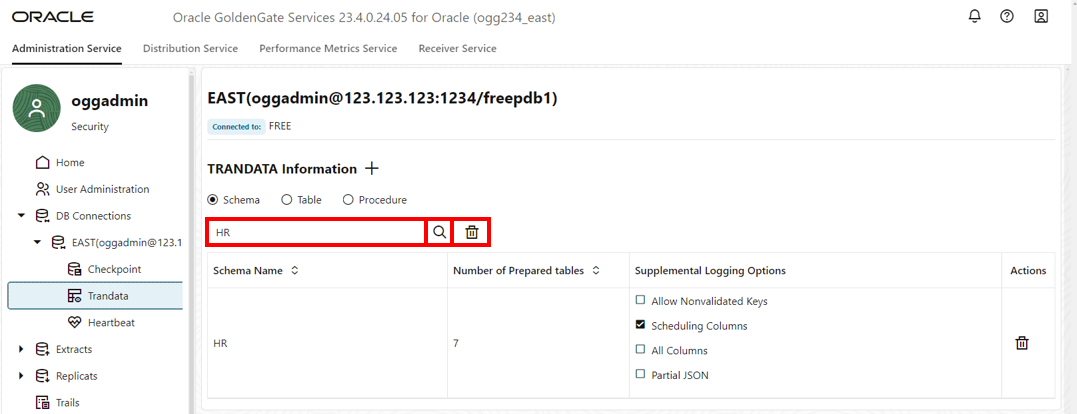 ORACLE Oracle GoldenGate Services 23.4.0.24.05 for Oracle (ogg234_east)
Administration Service Distribution Service Performance Metrics Service Receiver Service
oggadmin
Security
Home
User Administration
DB Connections
EAST(oggadmin@123.1
Checkpoint
Trandata
Heartbeat
Extracts
Replicats
Trails
EAST(oggadmin@123.123.123:1234/freepdb1)
Connected to: FREE
TRANDATA Information
Schema Table Procedure
HR
Schema Name Number of Prepared tables Supplemental Logging Options Actions
HR 7
Allow Nonvalidated Keys
Scheduling Columns
All Columns
Partial JSON